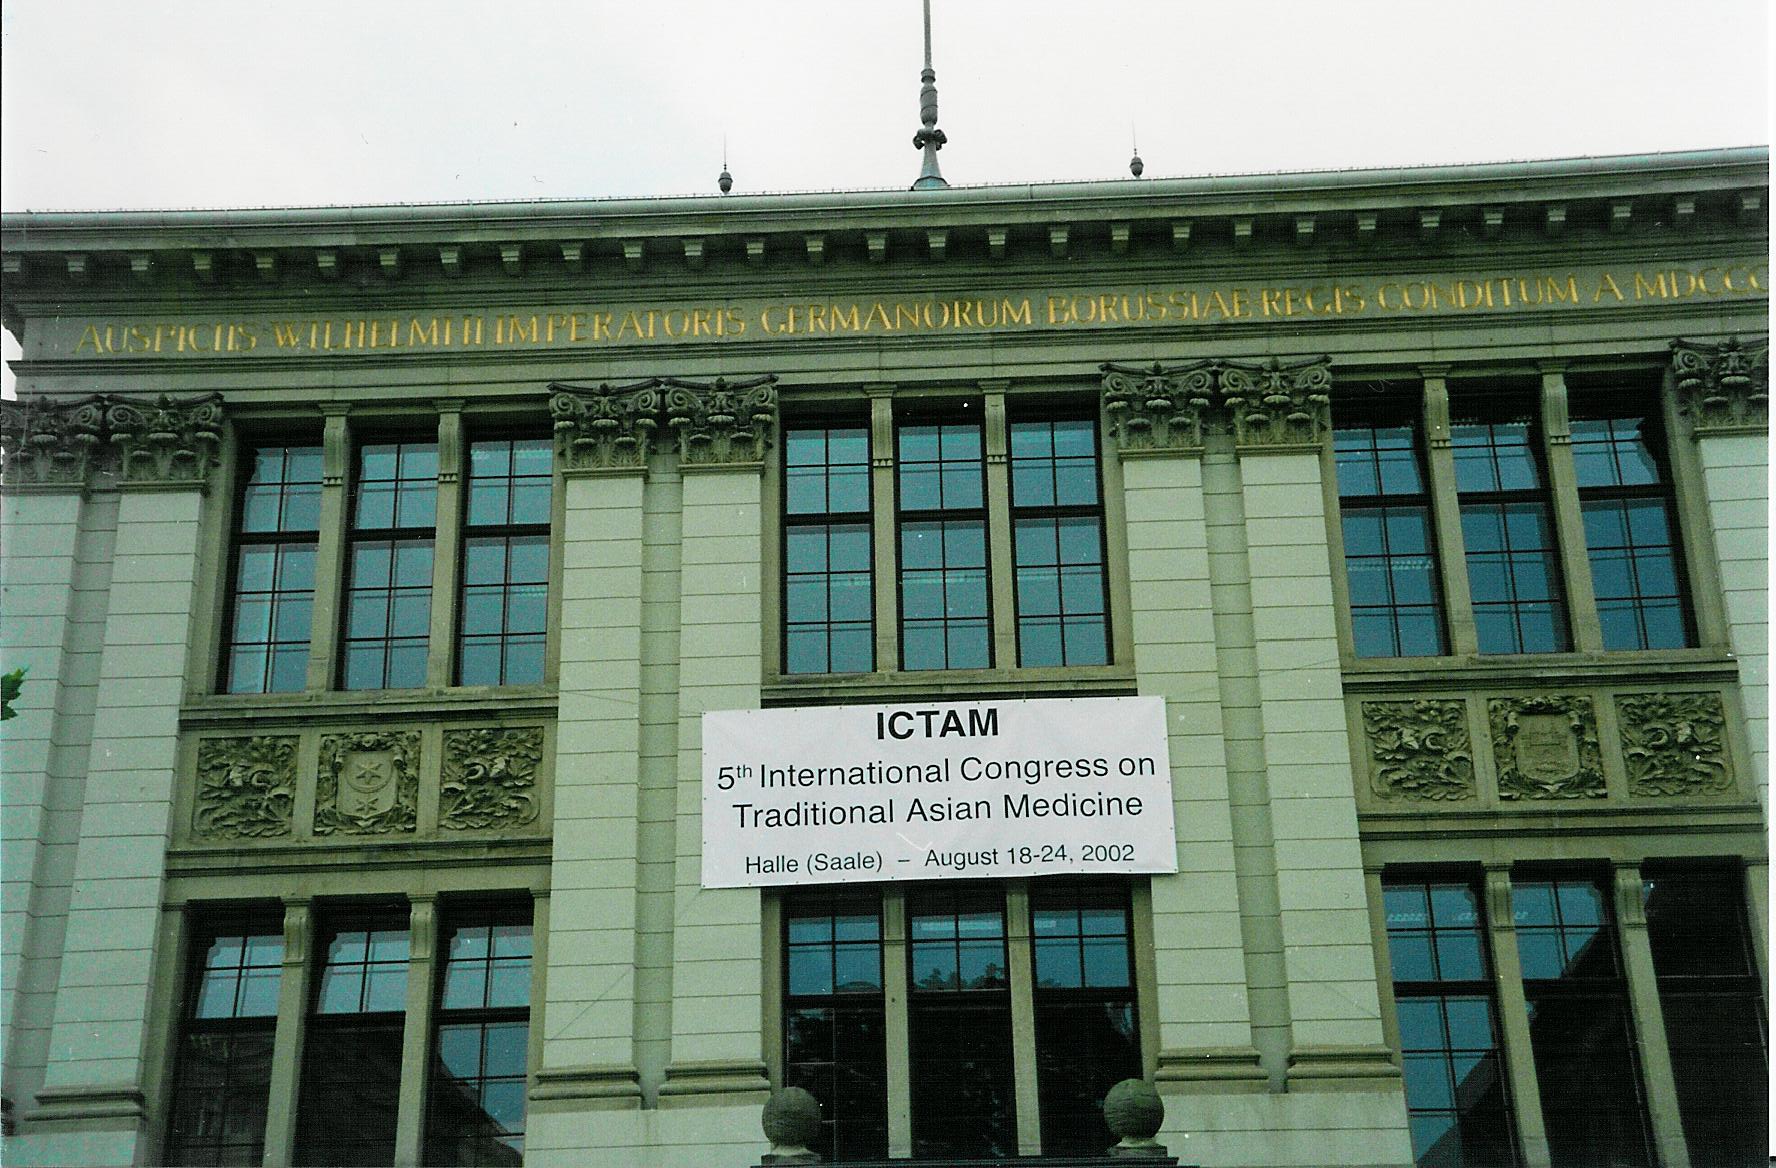 AUSPICIIS WILHELMI II IMPERATORIS GERMANORUM BORUSSIAE REGIS CONDITUM A MDCCC
ICTAM
5th International Congress on
Traditional Asian Medicine
Halle (Saale) – August 18-24, 2002